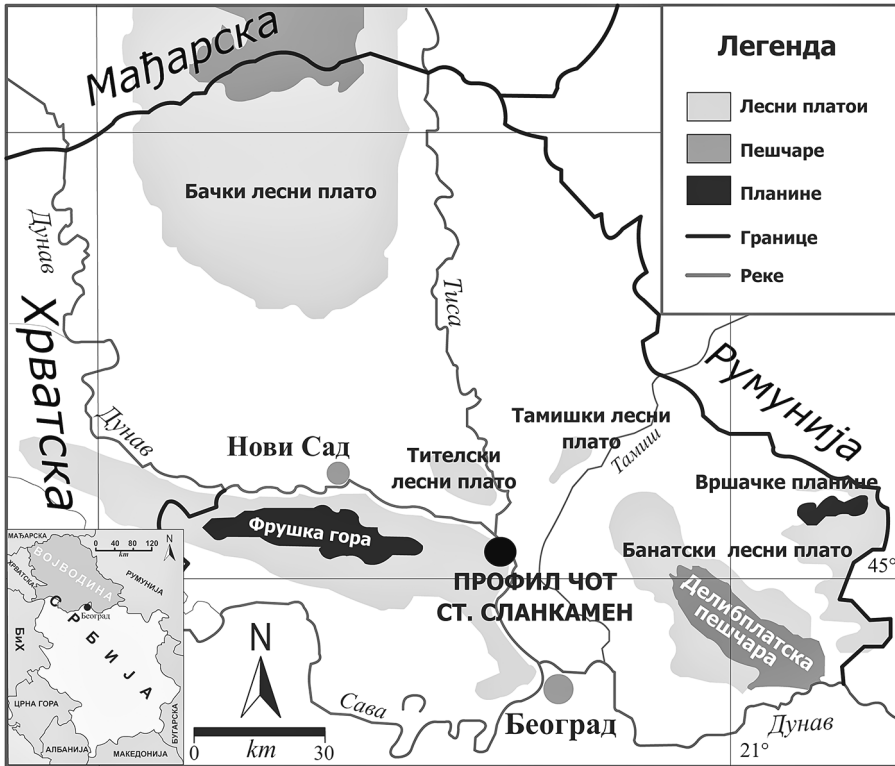 Мађарска
Легенда
Лесни платои
Пешчаре
Планине
Границе
Реке
Бачки лесни плато
Дунав
Хрватска
Тиса
Румунија
Дунав
Нови Сад
Тителски
лесни плато
Тамишки лесни
плато
Тамиш
Вршачке планине
Фрушка гора
Банатски лесни плато
45°
ПРОФИЛ ЧОТ
СТ. СЛАНКАМЕН
Делибплатска
пешчара
N
Сава
Београд
Дунав
0 30
km
21°
МАЂАРСКА
0 40 80 120
km
N
ХРВАТСКА
ВОЈВОДИНА
РУМУНИЈА
Београд
СРБИЈА
БиХ
ЦРНА ГОРА
АЛБАНИЈА
МАКЕДОНИЈА
БУГАРСКА